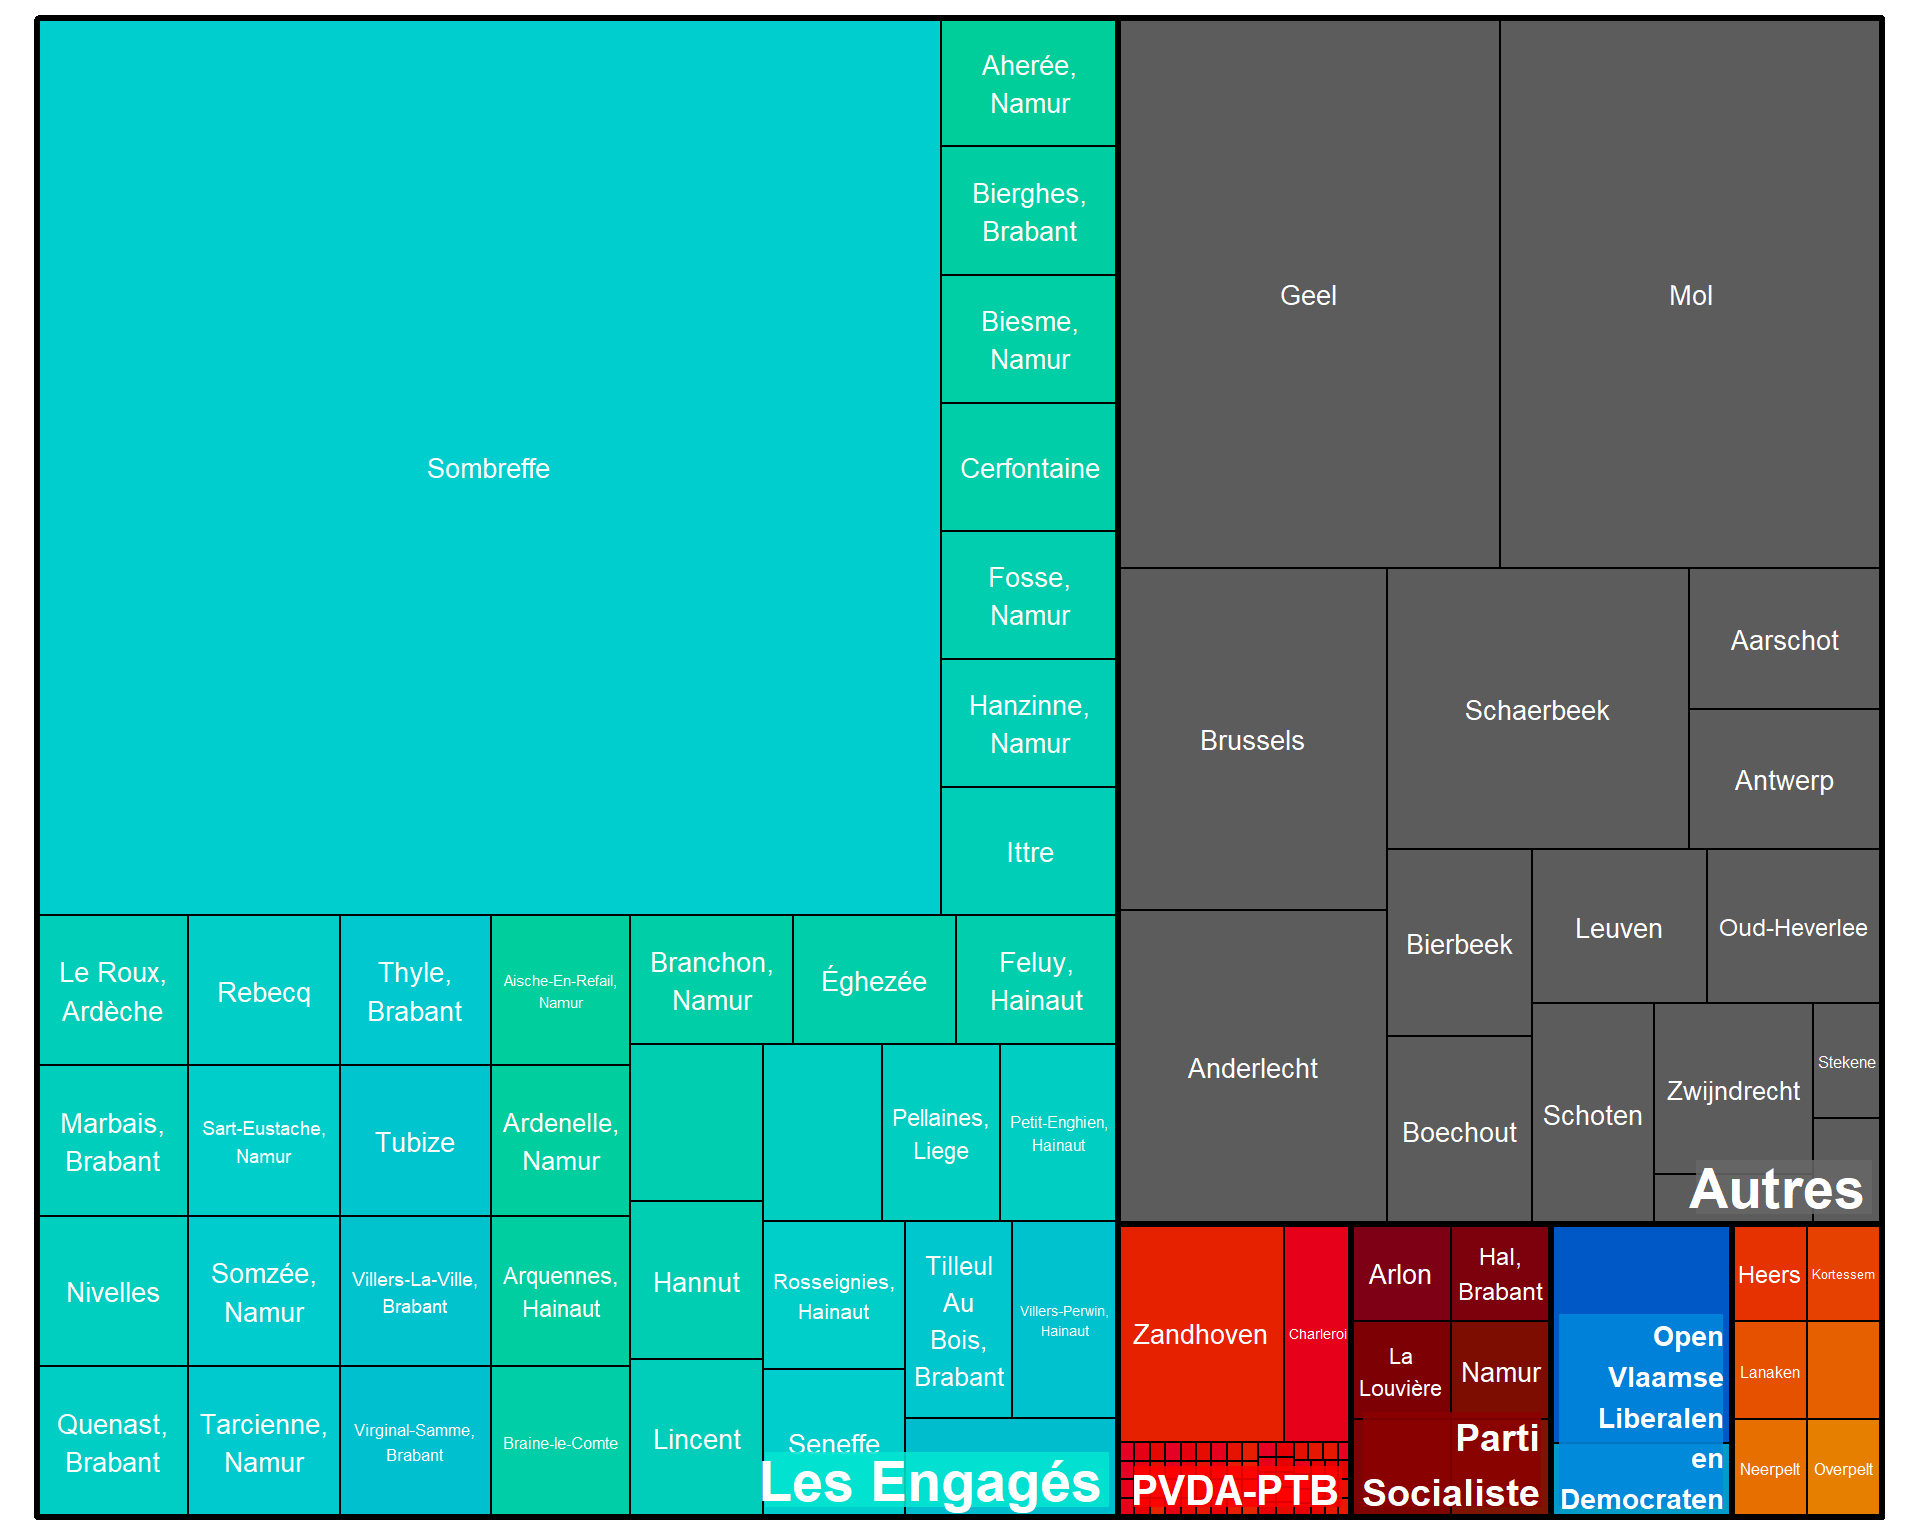 Sombreffe
Aherée,
Namur
Bierghes,
Brabant
Biesme,
Namur
Cerfontaine
Fosse,
Namur
Hanzinne,
Namur
Ittre
Le Roux,
Ardèche
Rebecq
Thyle,
Brabant
Aische-En-Refail,
Namur
Branchon,
Namur
Éghezée
Feluy,
Hainaut
Marbais,
Brabant
Sart-Eustache,
Namur
Tubize
Ardenelle,
Namur
Pellaines,
Liege
Petit-Enghien,
Hainaut
Nivelles
Somzée,
Namur
Villers-La-Ville,
Brabant
Arquennes,
Hainaut
Hannut
Rosseignies,
Hainaut
Tilleul
Au
Bois,
Brabant
Villers-Perwin,
Hainaut
Quenast,
Brabant
Tarcienne,
Namur
Virginal-Samme,
Brabant
Braine-le-Comte
Lincent
Seneffe
Les Engagés
Geel
Mol
Brussels
Schaerbeek
Aarschot
Antwerp
Anderlecht
Bierbeek
Leuven
Oud-Heverlee
Boechout
Schoten
Zwijndrecht
Stekene
Autres
Zandhoven
Charleroi
PVDA-PTB
Arlon
Hal,
Brabant
La
Louvière
Namur
Parti
Socialiste
Open
Vlaamse
Liberalen
en
Democraten
Heers
Kortessem
Lanaken
Neerpelt
Overpelt